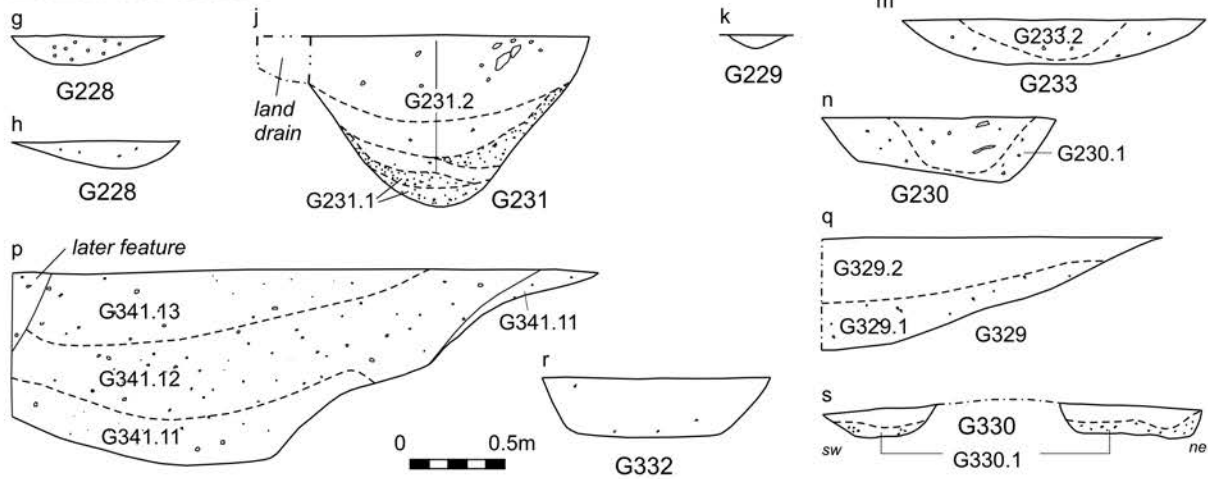 g
G228
h
G228
j
land
drain
G231.2
G231.1
G231
k
G229
m
G233.2
G233
n
G230.1
G230
p
later feature
G341.13
G341.12
G341.11
G341.11
0 0.5m
q
G329.2
G329.1
G329
r
G332
s
G330
sw
ne
G330.1